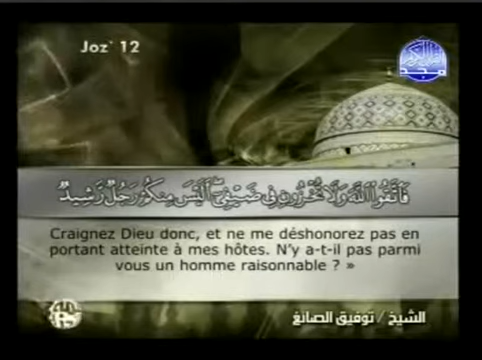 Joz' 12
مجد
فَاتَّقُوا۟ اللَّهَ وَلَا تُخْزُونِ فِى ضَيْفِىٓ أَلَيْسَ مِنكُمْ رَجُلٌ رَّشِيدٌ
Craignez Dieu donc, et ne me déshonorez pas en
portant atteinte à mes hôtes. N'y a-t-il pas parmi
vous un homme raisonnable ? »
الشيخ / توفيق الصائغ